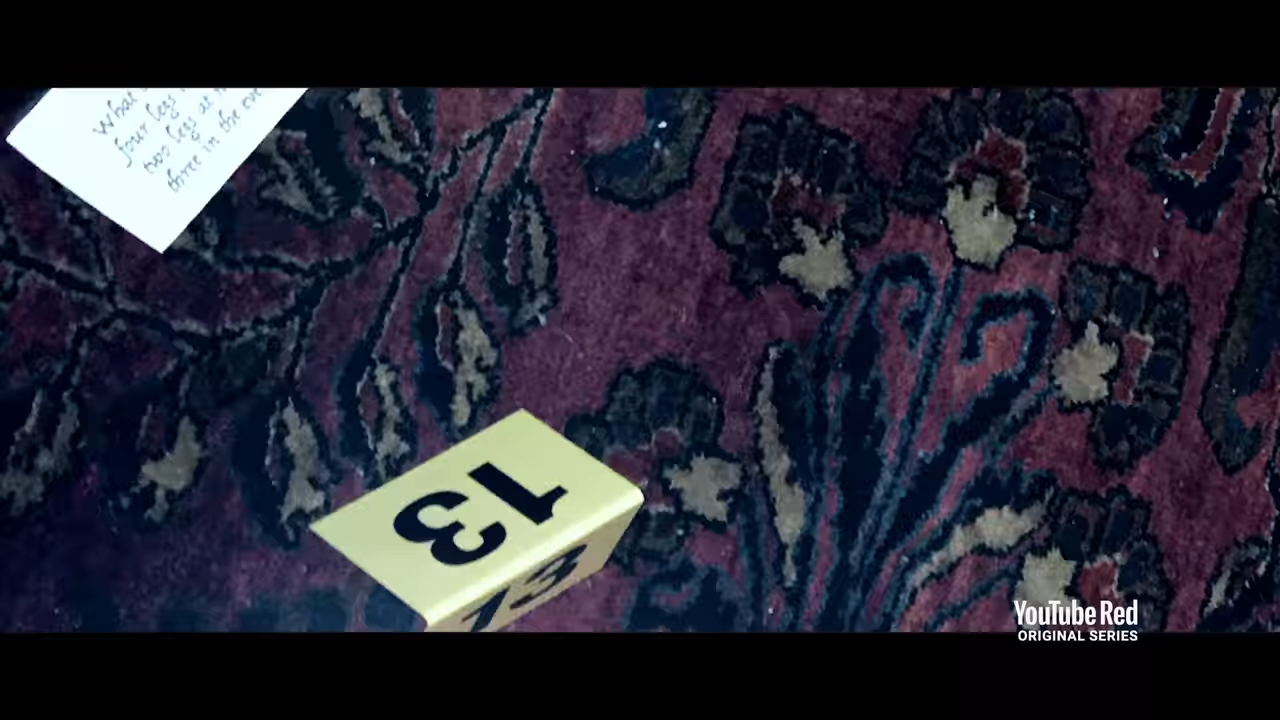 What
four legs
two legs at
three in the eve
13
13
YouTube Red
ORIGINAL SERIES